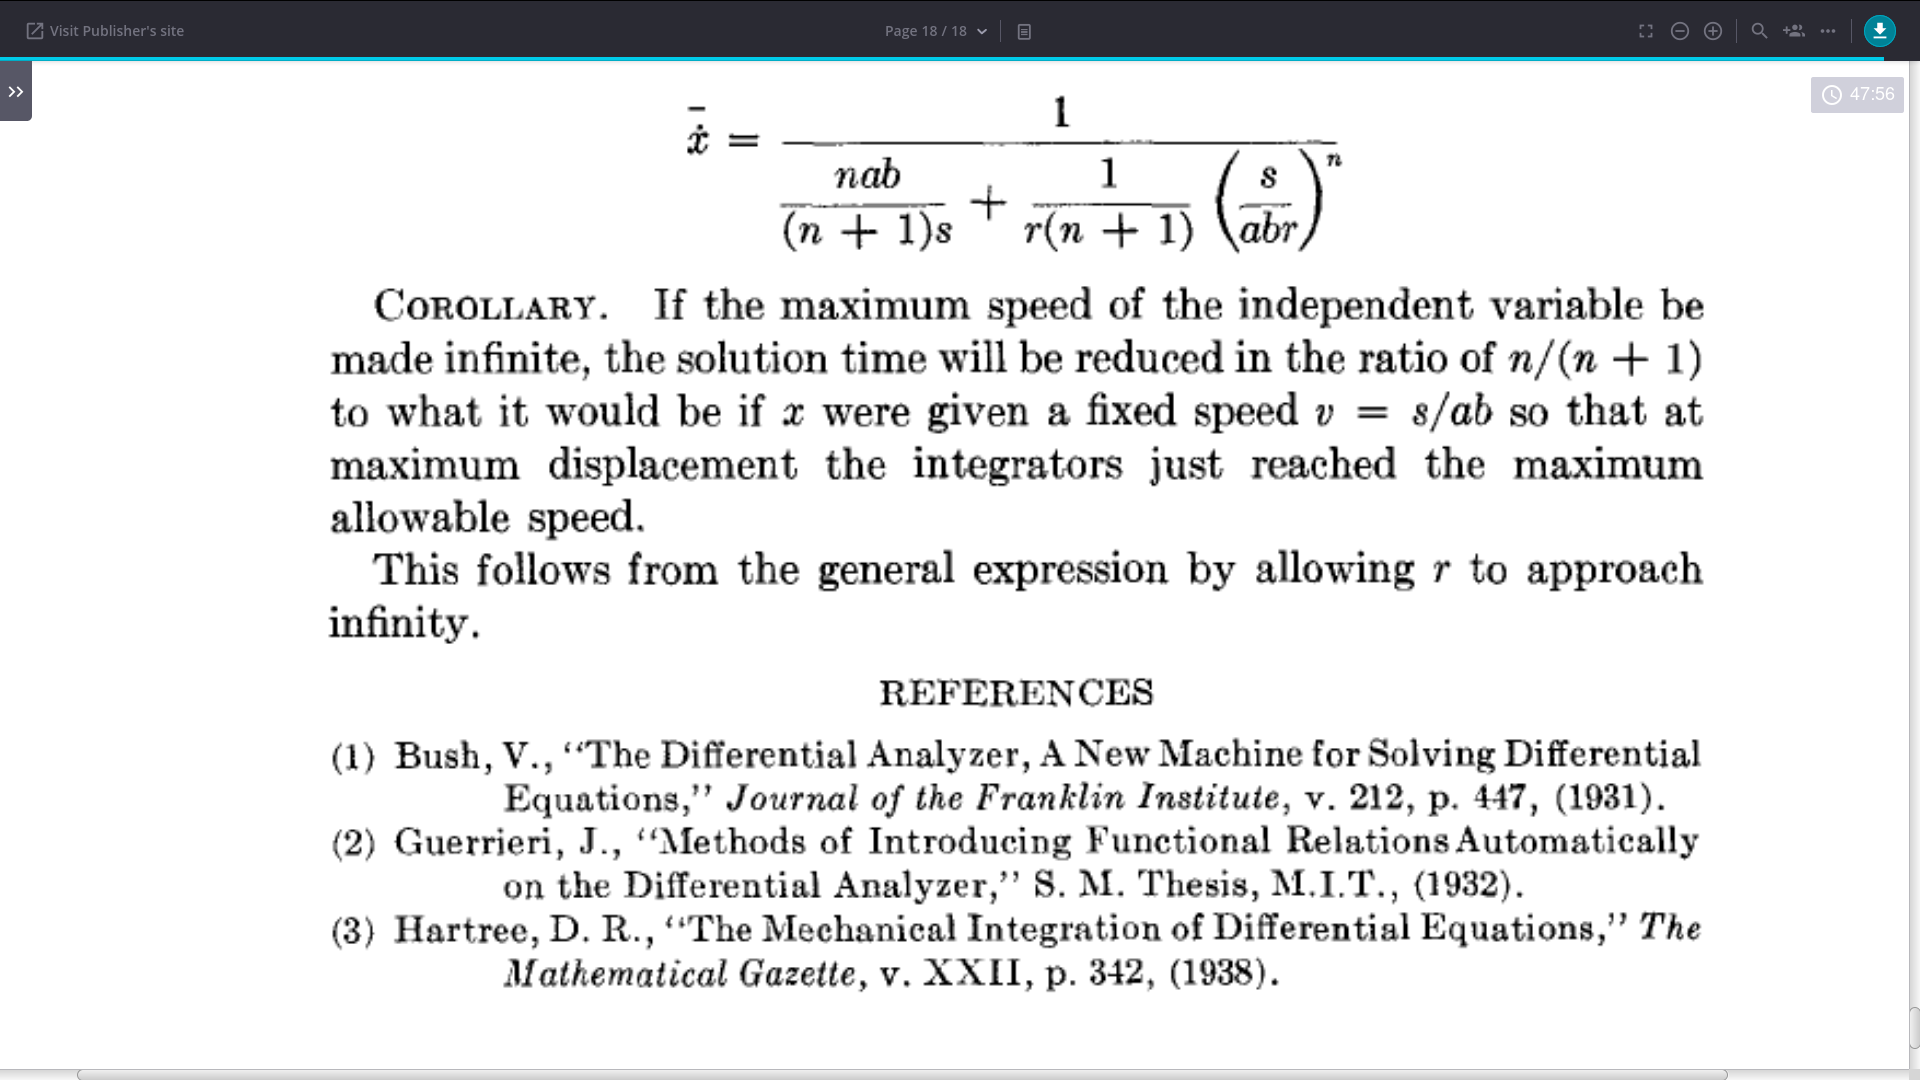 Visit Publisher's site
Page 18 / 18
47:56
\bar{\dot{x}} = \frac{1}{\frac{nab}{(n + 1)s} + \frac{1}{r(n + 1)} \left(\frac{s}{abr}\right)^n}
COROLLARY. If the maximum speed of the independent variable be
made infinite, the solution time will be reduced in the ratio of n/(n + 1)
to what it would be if x were given a fixed speed v = s/ab so that at
maximum displacement the integrators just reached the maximum
allowable speed.
This follows from the general expression by allowing r to approach
infinity.
REFERENCES
(1) Bush, V., "The Differential Analyzer, A New Machine for Solving Differential
Equations," Journal of the Franklin Institute, v. 212, p. 447, (1931).
(2) Guerrieri, J., "Methods of Introducing Functional Relations Automatically
on the Differential Analyzer," S. M. Thesis, M.I.T., (1932).
(3) Hartree, D. R., "The Mechanical Integration of Differential Equations," The
Mathematical Gazette, v. XXII, p. 342, (1938).